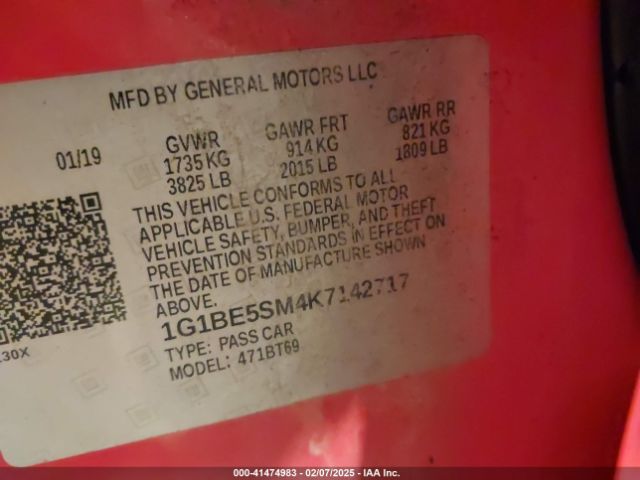 MFD BY GENERAL MOTORS LLC
01/19
GVWR
1735 KG
3825 LB
GAWR FRT
914 KG
2015 LB
GAWR RR
821 KG
1809 LB
THIS VEHICLE CONFORMS TO ALL
APPLICABLE U.S. FEDERAL MOTOR
VEHICLE SAFETY, BUMPER, AND THEFT
PREVENTION STANDARDS IN EFFECT ON
THE DATE OF MANUFACTURE SHOWN
ABOVE.
1G1BE5SM4K7142717
TYPE: PASS CAR
MODEL: 471BT69
130X
000-41474983 - 02/07/2025 - IAA Inc.